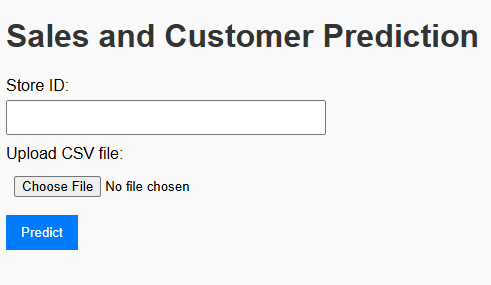 Sales and Customer Prediction
Store ID:
Upload CSV file:
Choose File No file chosen
Predict